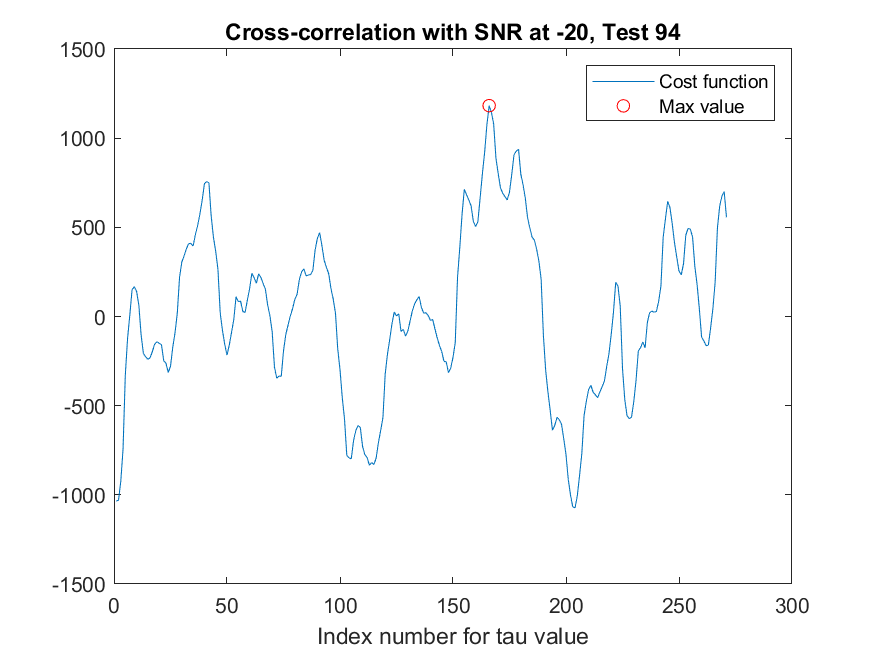 Cross-correlation with SNR at -20, Test 94
1500
Cost function
Max value
1000
500
0
-500
-1000
-1500
0 50 100 150 200 250 300
Index number for tau value